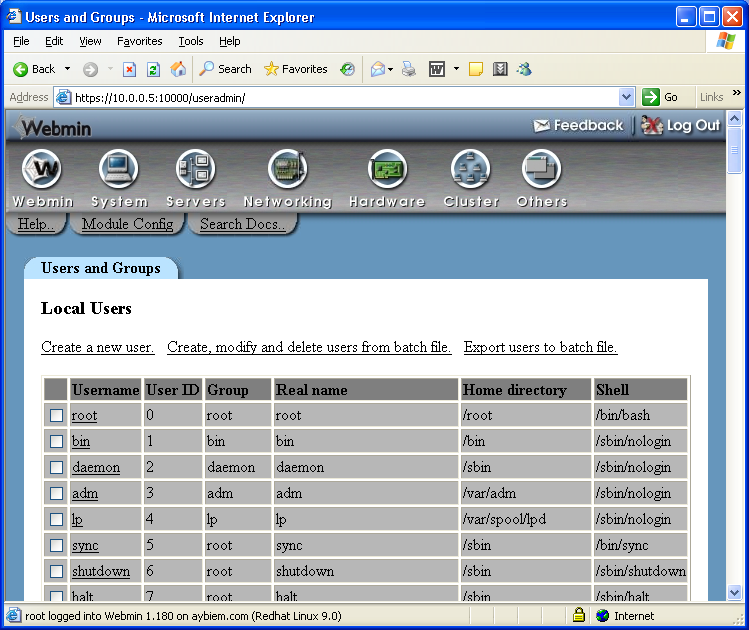 Users and Groups - Microsoft Internet Explorer
File Edit View Favorites Tools Help
Back Search Favorites
Address https://10.0.0.5:10000/useradmin/ Go Links »
Webmin Feedback Log Out
Webmin System Servers Networking Hardware Cluster Others
Help.. Module Config Search Docs..
Users and Groups
Local Users
Create a new user. Create, modify and delete users from batch file. Export users to batch file.
Username User ID Group Real name Home directory Shell
root 0 root root /root /bin/bash
bin 1 bin bin /bin /sbin/nologin
daemon 2 daemon daemon /sbin /sbin/nologin
adm 3 adm adm /var/adm /sbin/nologin
lp 4 lp lp /var/spool/lpd /sbin/nologin
sync 5 root sync /sbin /bin/sync
shutdown 6 root shutdown /sbin /sbin/shutdown
halt 7 root halt /sbin /sbin/halt
root logged into Webmin 1.180 on aybiem.com (Redhat Linux 9.0) Internet